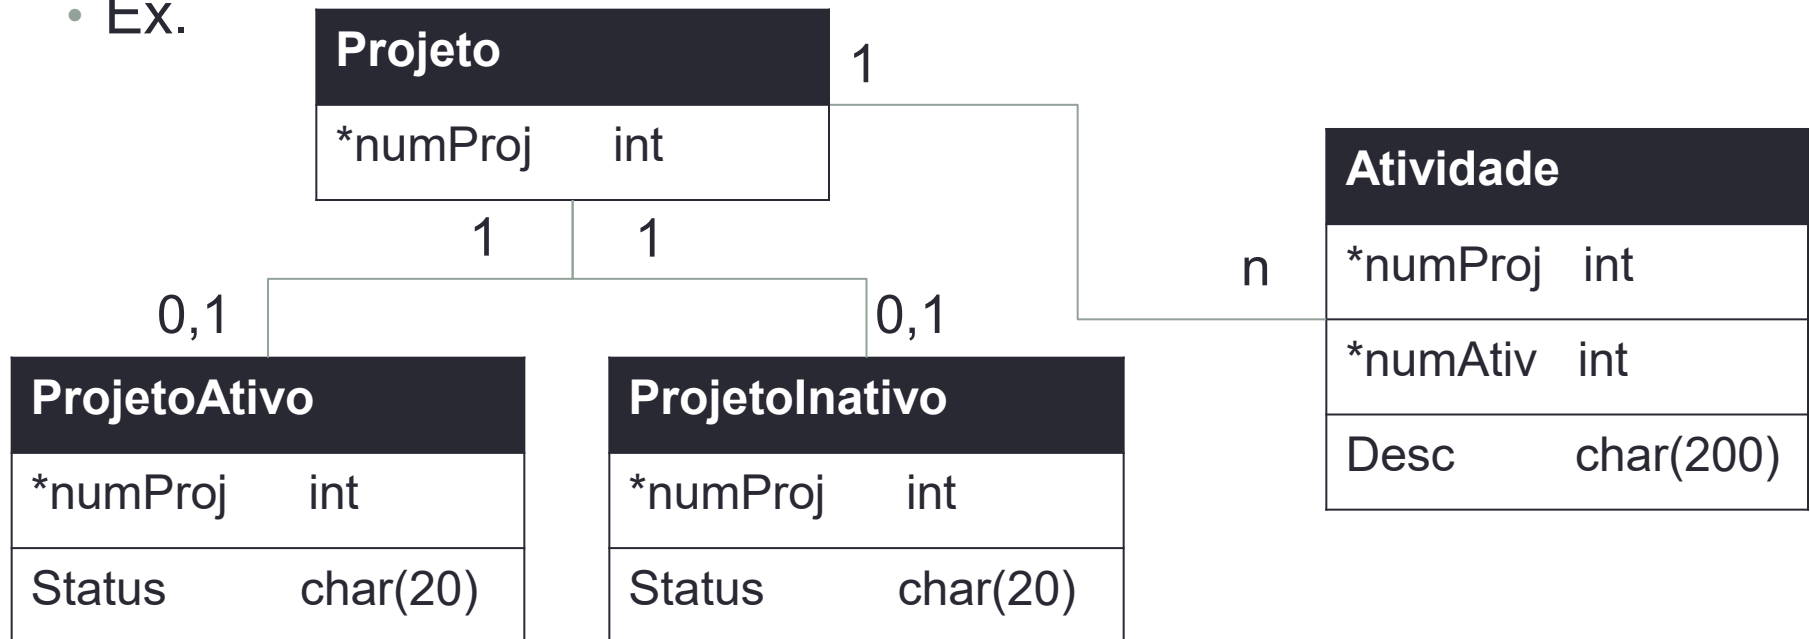 • Ex.
Projeto
1
*numProj int
Atividade
*numProj int
*numAtiv int
Desc char(200)
1 1
n
0,1 0,1
ProjetoAtivo
*numProj int
Status char(20)
ProjetoInativo
*numProj int
Status char(20)